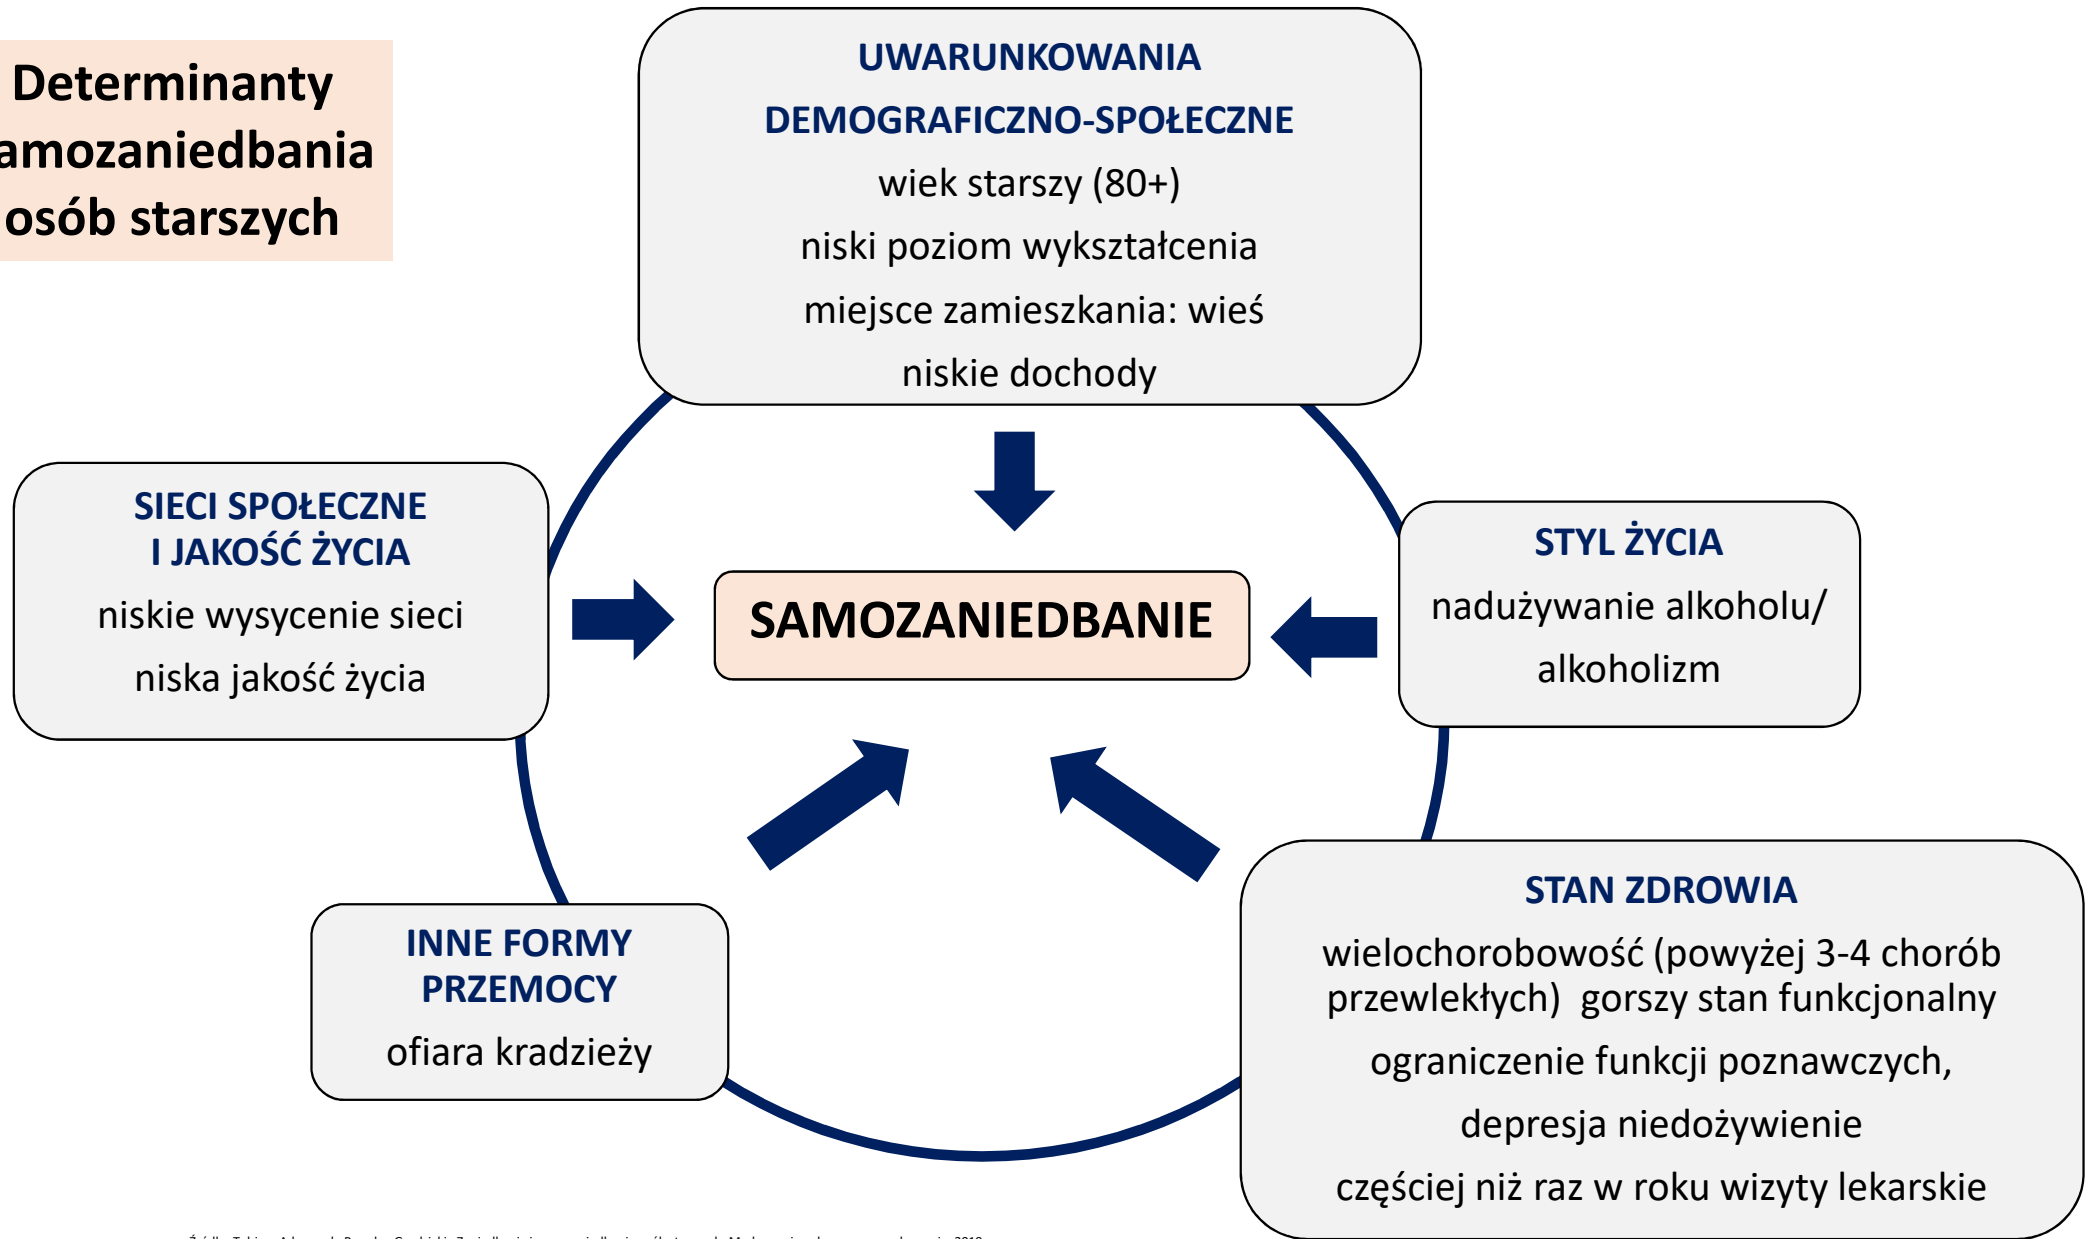 Determinanty
amozaniedbania
osób starszych
UWARUNKOWANIA
DEMOGRAFICZNO-SPOŁECZNE
wiek starszy (80+)
niski poziom wykształcenia
miejsce zamieszkania: wieś
niskie dochody
SIECI SPOŁECZNE
I JAKOŚĆ ŻYCIA
niskie wysycenie sieci
niska jakość życia
SAMOZANIEDBANIE
STYL ŻYCIA
nadużywanie alkoholu/
alkoholizm
INNE FORMY
PRZEMOCY
ofiara kradzieży
STAN ZDROWIA
wielochorobowość (powyżej 3-4 chorób
przewlekłych) gorszy stan funkcjonalny
ograniczenie funkcji poznawczych,
depresja niedożywienie
częściej niż raz w roku wizyty lekarskie